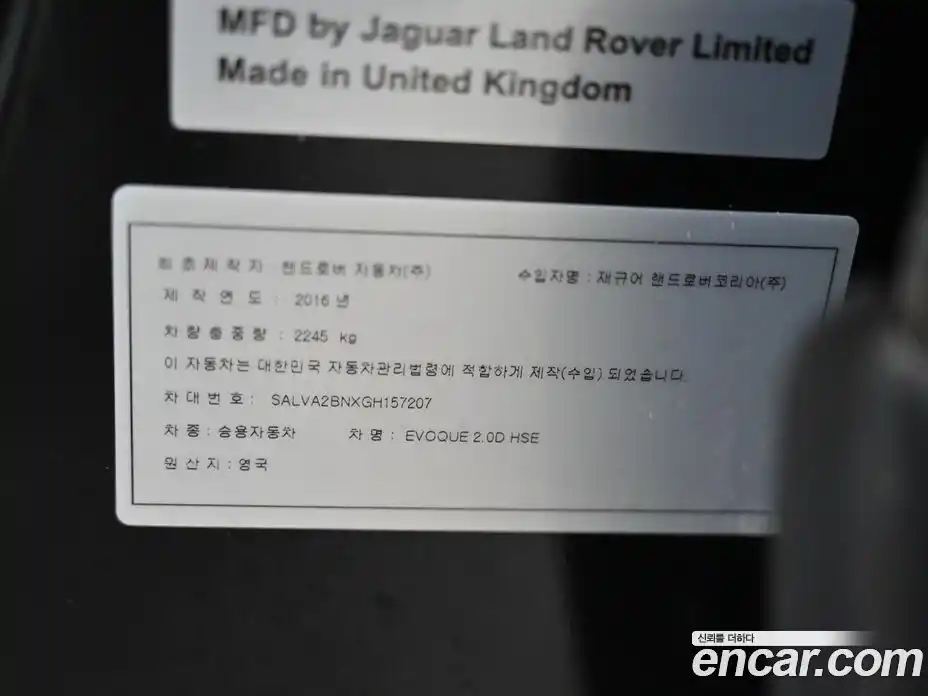 MFD by Jaguar Land Rover Limited
Made in United Kingdom
최초제작자 랜드로버 자동차(주) 수입자명 : 재규어 랜드로버코리아(주)
제 작 연 도 : 2016 년
차 량 총 중 량 : 2245 kg
이 자동차는 대한민국 자동차관리법령에 적합하게 제작(수입) 되었습니다.
차 대 번 호 : SALVA2BNXGH157207
차 종 : 승용자동차 차 명 : EVOQUE 2.0D HSE
원 산 지 : 영국
신뢰를 더하다
encar.com